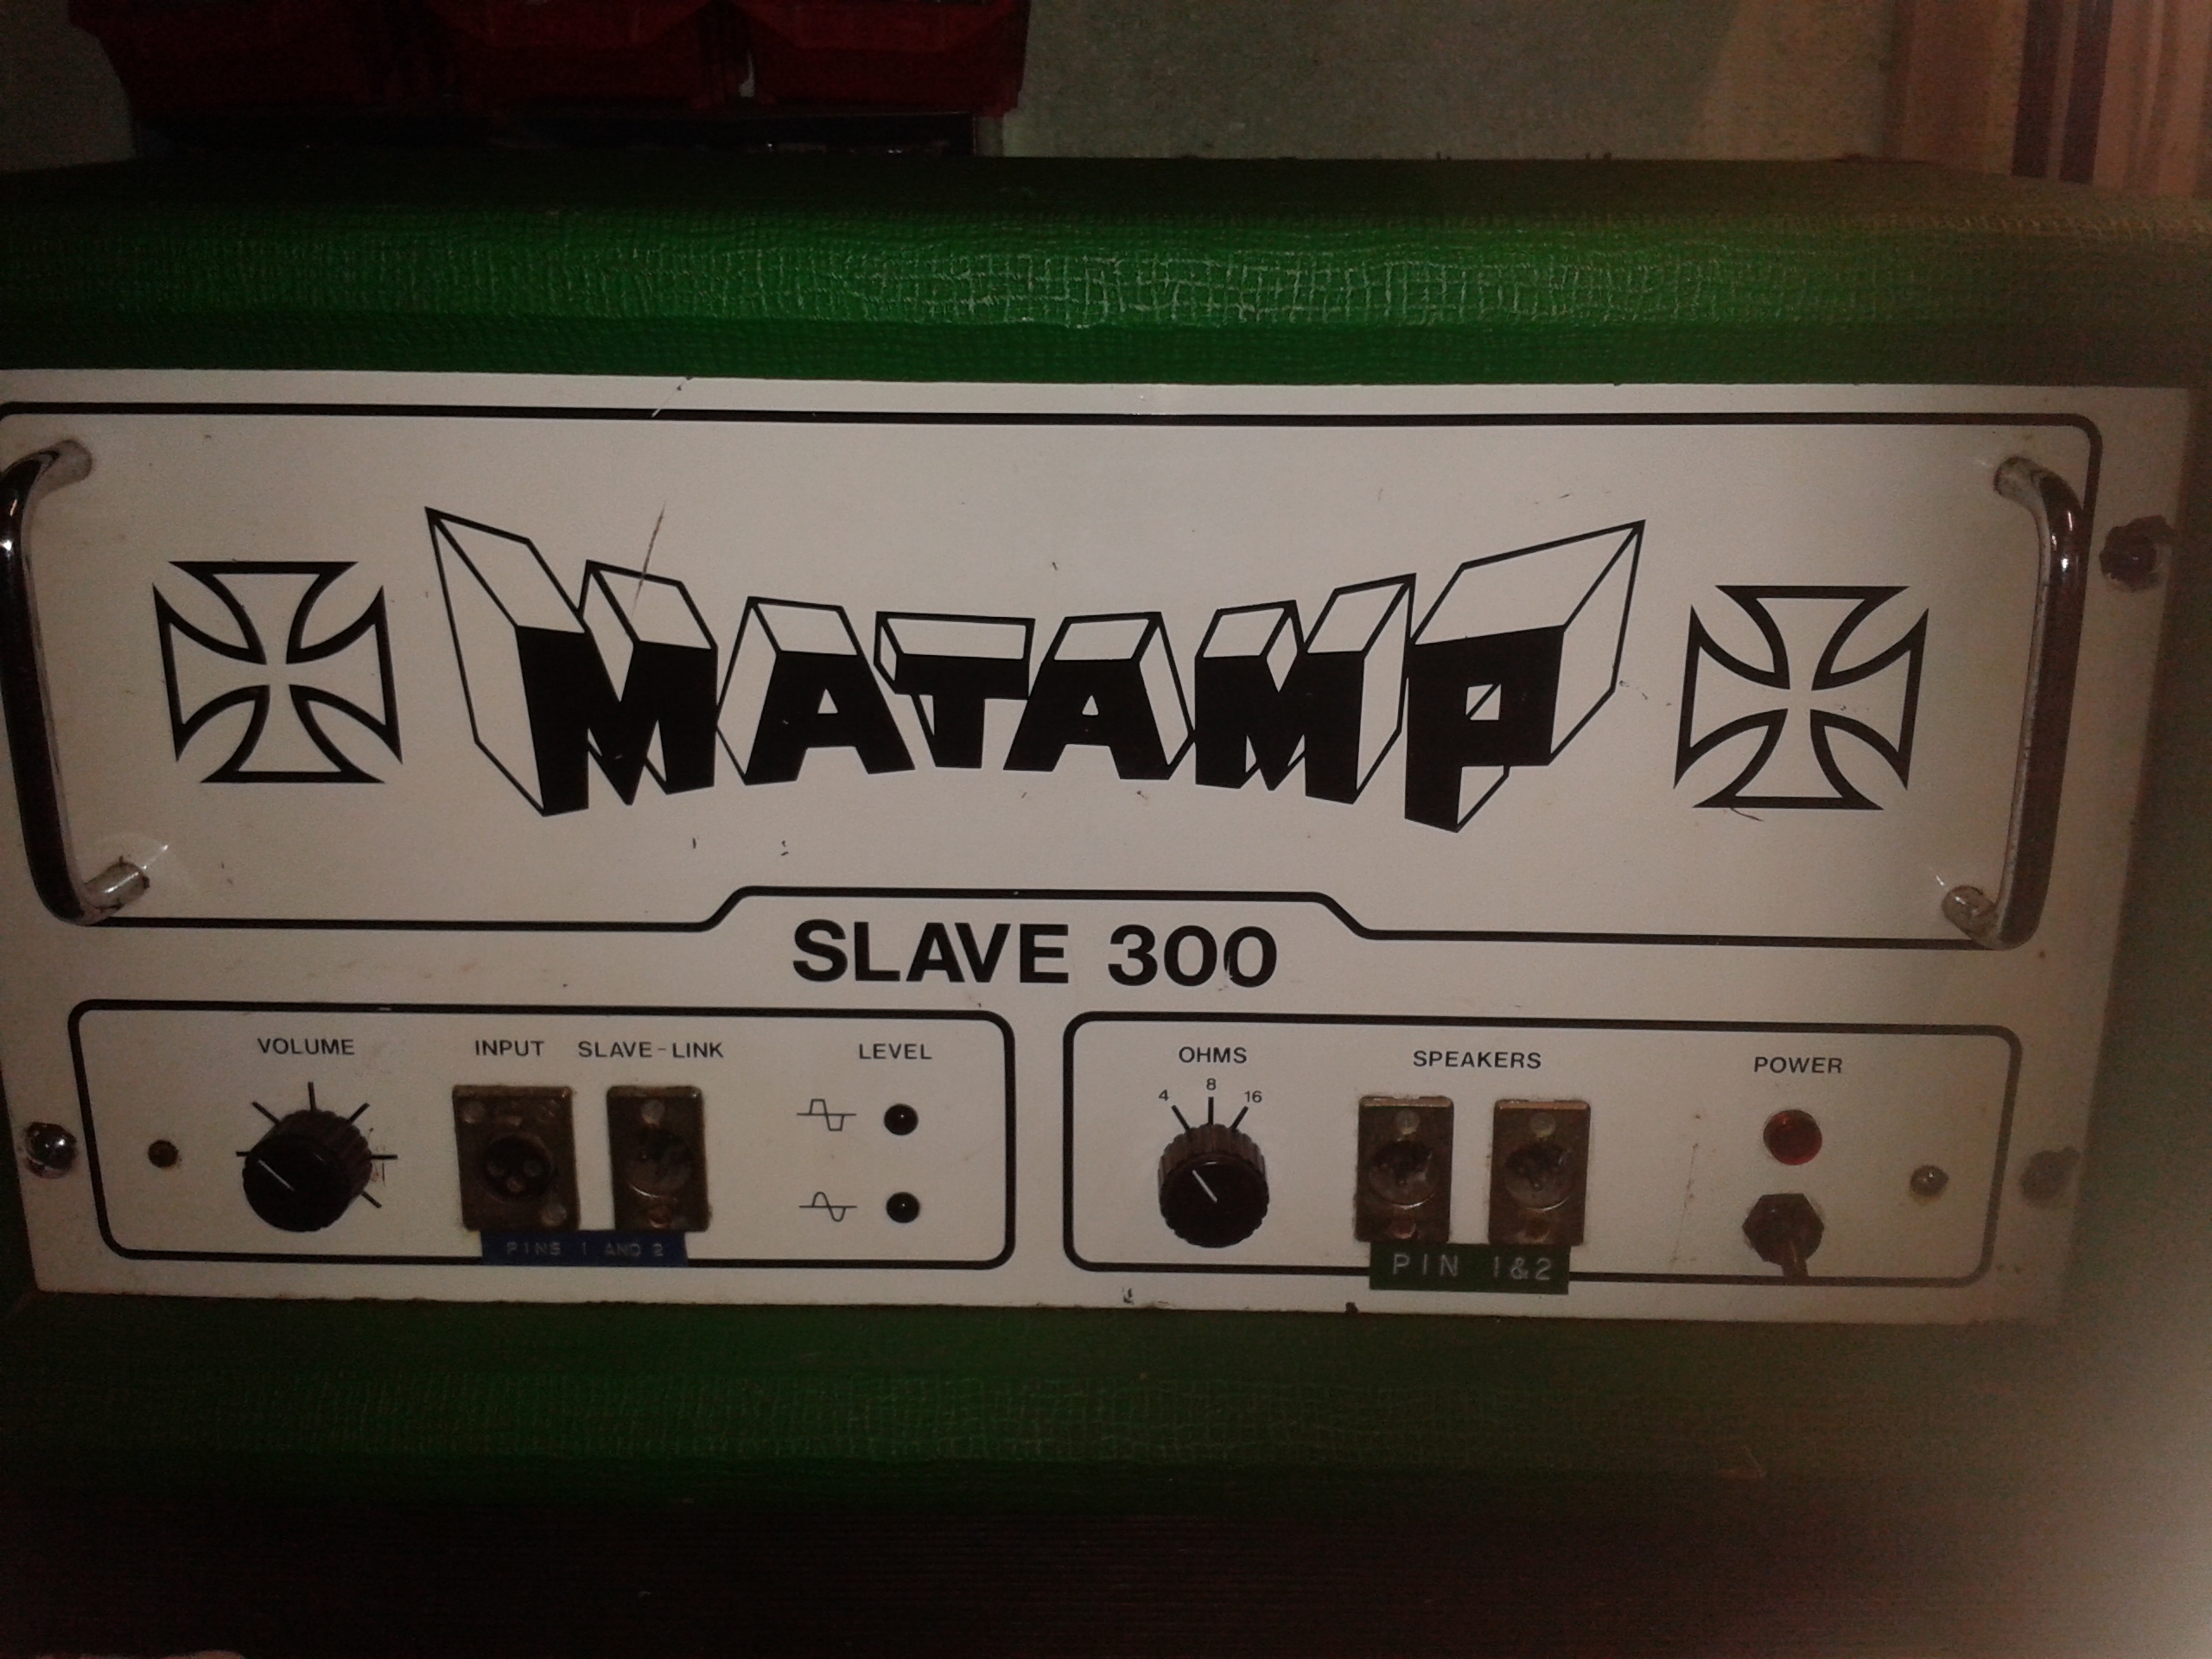 MATAMP
SLAVE 300
VOLUME INPUT SLAVE-LINK LEVEL
OHMS SPEAKERS POWER
4 8 16
PINS 1 AND 2
PIN 1&2